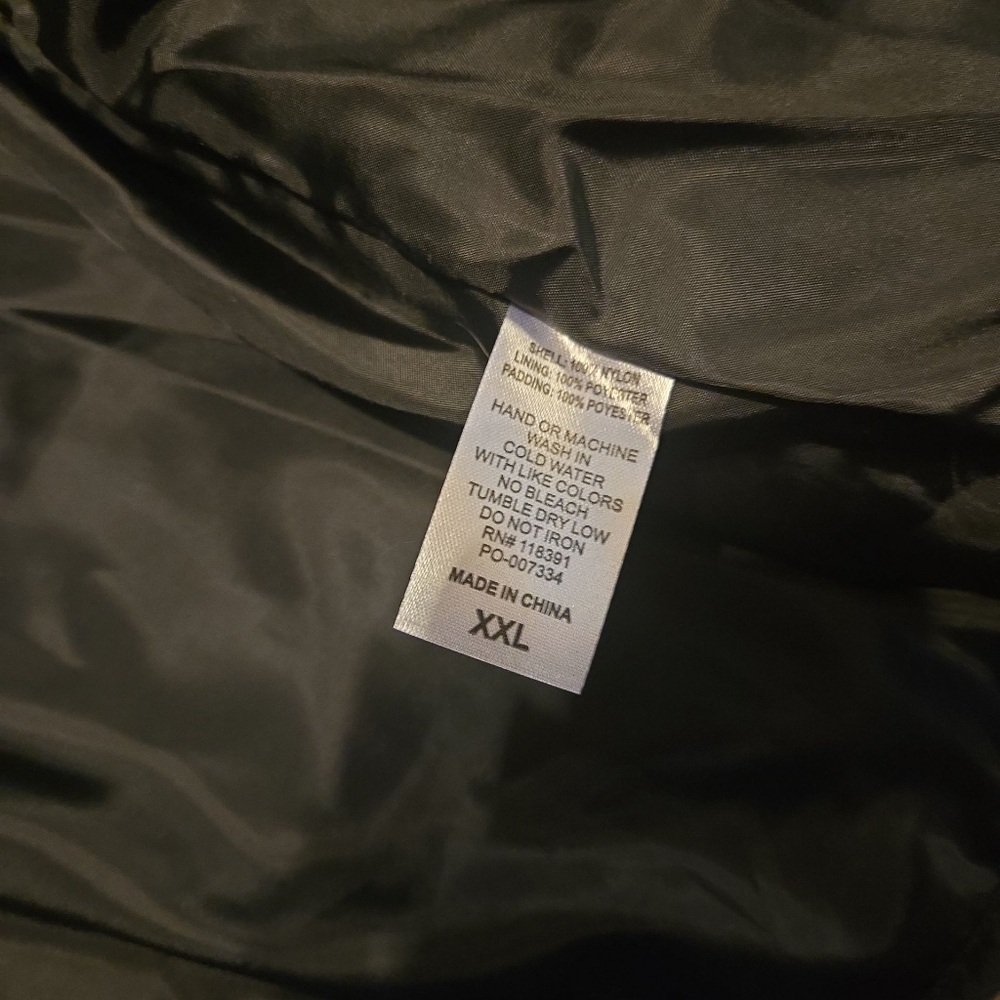 SHELL: 100% NYLON
LINING: 100% POYESTER
PADDING: 100% POYESTER
HAND OR MACHINE
WASH IN
COLD WATER
WITH LIKE COLORS
NO BLEACH
TUMBLE DRY LOW
DO NOT IRON
RN# 118391
PO-007334
MADE IN CHINA
XXL